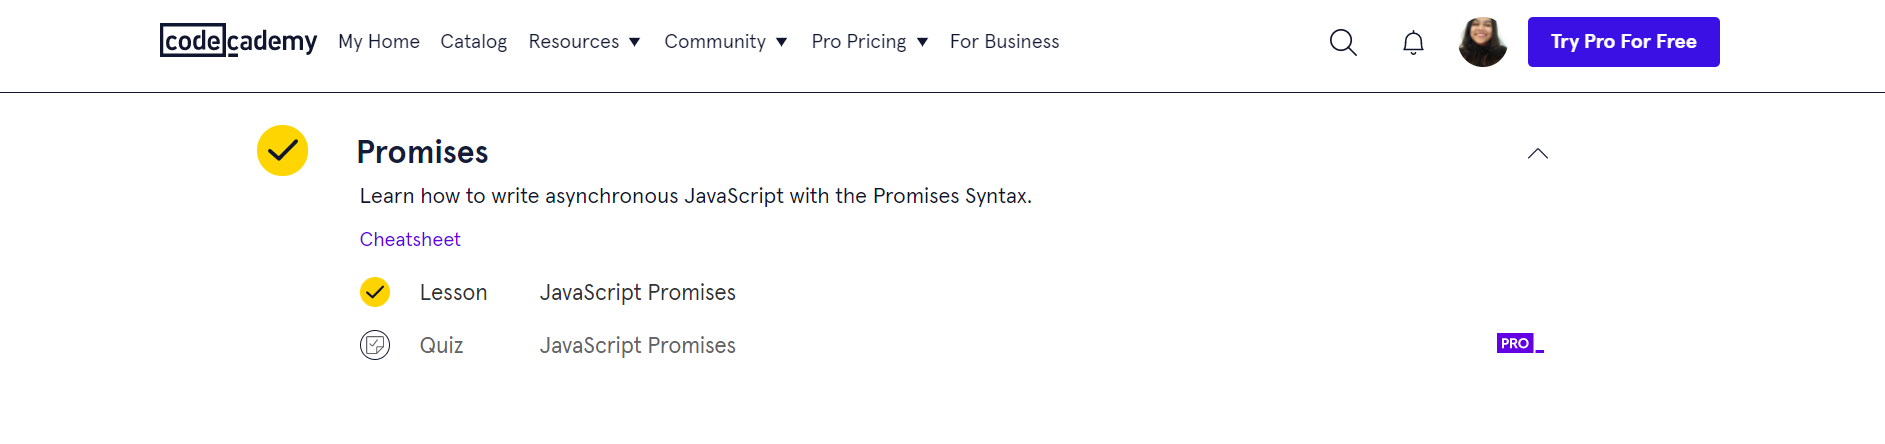 codecademy My Home Catalog Resources Community Pro Pricing For Business Try Pro For Free
Promises
Learn how to write asynchronous JavaScript with the Promises Syntax.
Cheatsheet
Lesson JavaScript Promises
Quiz JavaScript Promises PRO